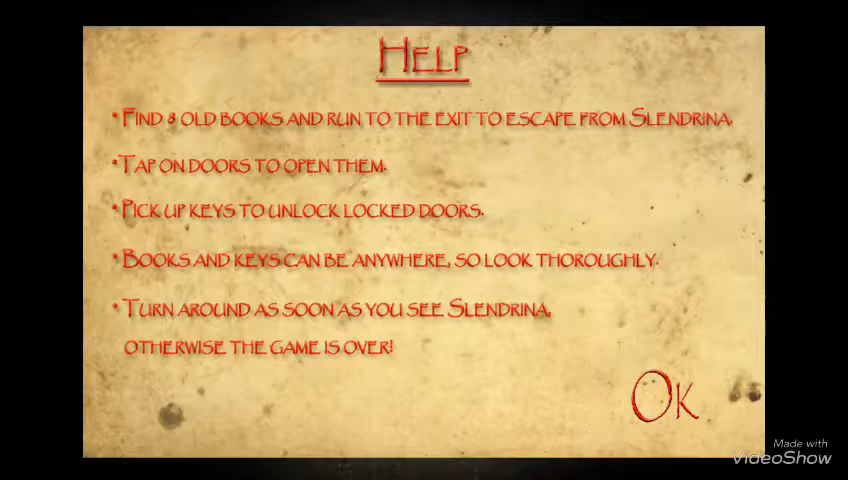 Help
* Find 8 old books and run to the exit to escape from Slendrina.
*Tap on doors to open them.
* Pick up keys to unlock locked doors.
* Books and keys can be anywhere, so look thoroughly.
* Turn around as soon as you see Slendrina,
otherwise the game is over!
Ok
Made with
VideoShow